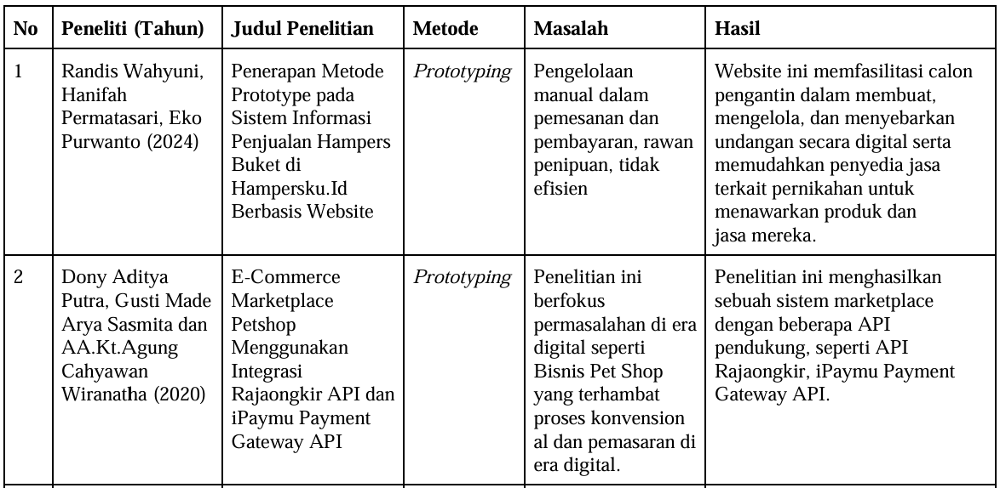 No
Peneliti (Tahun)
Judul Penelitian
Metode
Masalah
Hasil
1
Randis Wahyuni,
Hanifah
Permatasari, Eko
Purwanto (2024)
Penerapan Metode
Prototype pada
Sistem Informasi
Penjualan Hampers
Buket di
Hampersku.Id
Berbasis Website
Prototyping
Pengelolaan
manual dalam
pemesanan dan
pembayaran, rawan
penipuan, tidak
efisien
Website ini memfasilitasi calon
pengantin dalam membuat,
mengelola, dan menyebarkan
undangan secara digital serta
memudahkan penyedia jasa
terkait pernikahan untuk
menawarkan produk dan
jasa mereka.
2
Dony Aditya
Putra, Gusti Made
Arya Sasmita dan
AA.Kt.Agung
Cahyawan
Wiranatha (2020)
E-Commerce
Marketplace
Petshop
Menggunakan
Integrasi
Rajaongkir API dan
iPaymu Payment
Gateway API
Prototyping
Penelitian ini
berfokus
permasalahan di era
digital seperti
Bisnis Pet Shop
yang terhambat
proses konvension
al dan pemasaran di
era digital.
Penelitian ini menghasilkan
sebuah sistem marketplace
dengan beberapa API
pendukung, seperti API
Rajaongkir, iPaymu Payment
Gateway API.